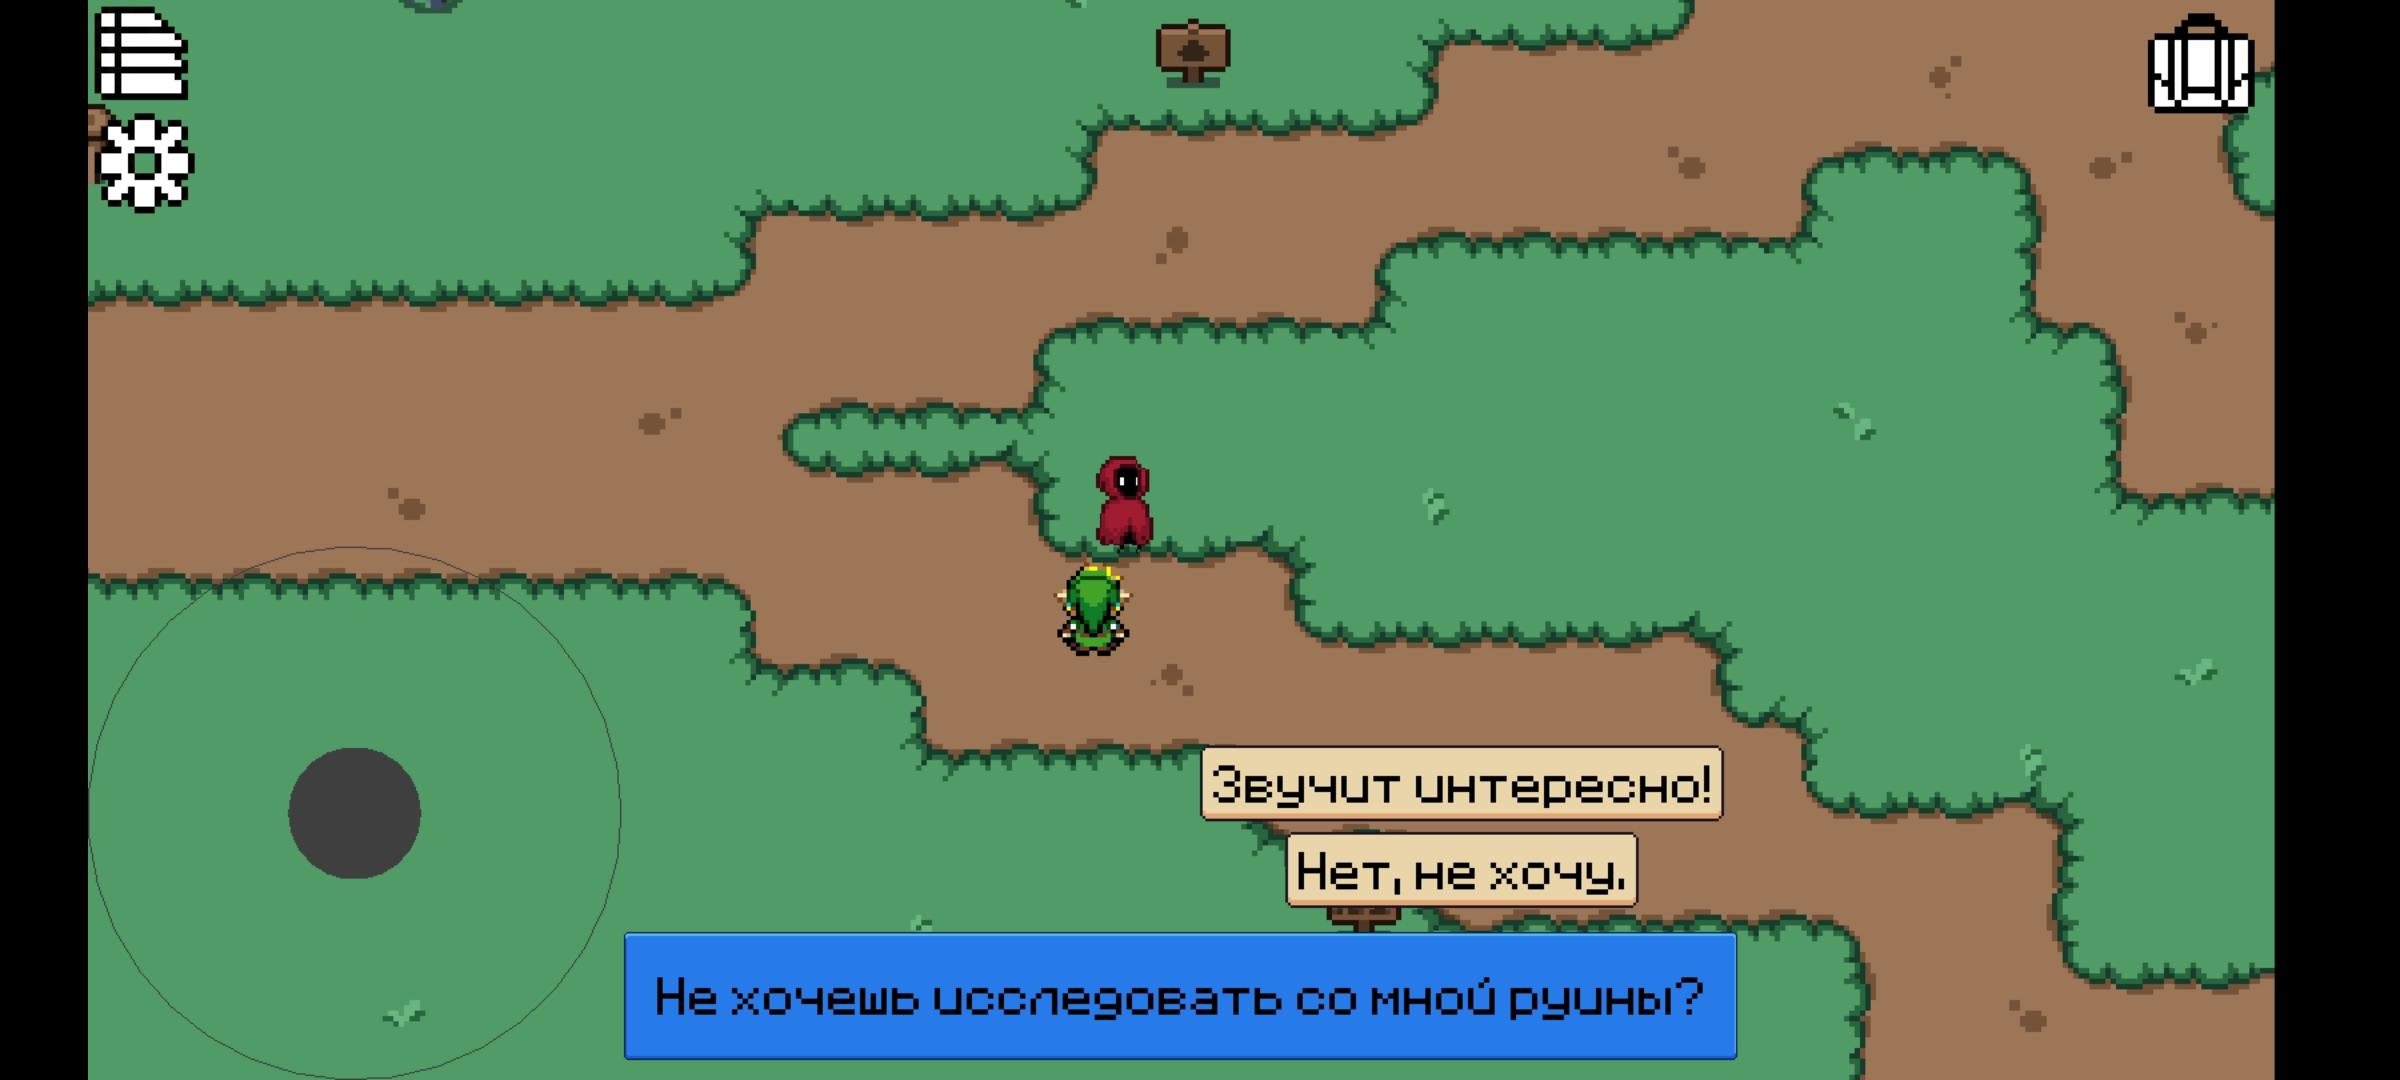 Звучит интересно!
Нет, не хочу.
Не хочешь исследовать со мной руины?